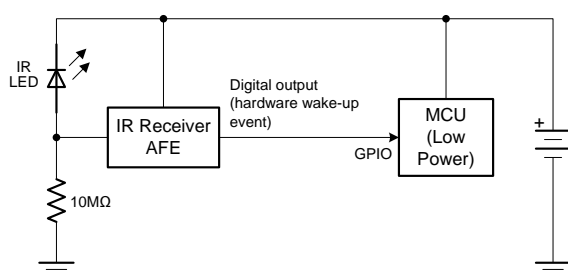 IR
LED
Digital output
(hardware wake-up
event)
IR Receiver
AFE
GPIO
MCU
(Low
Power)
+
10MΩ